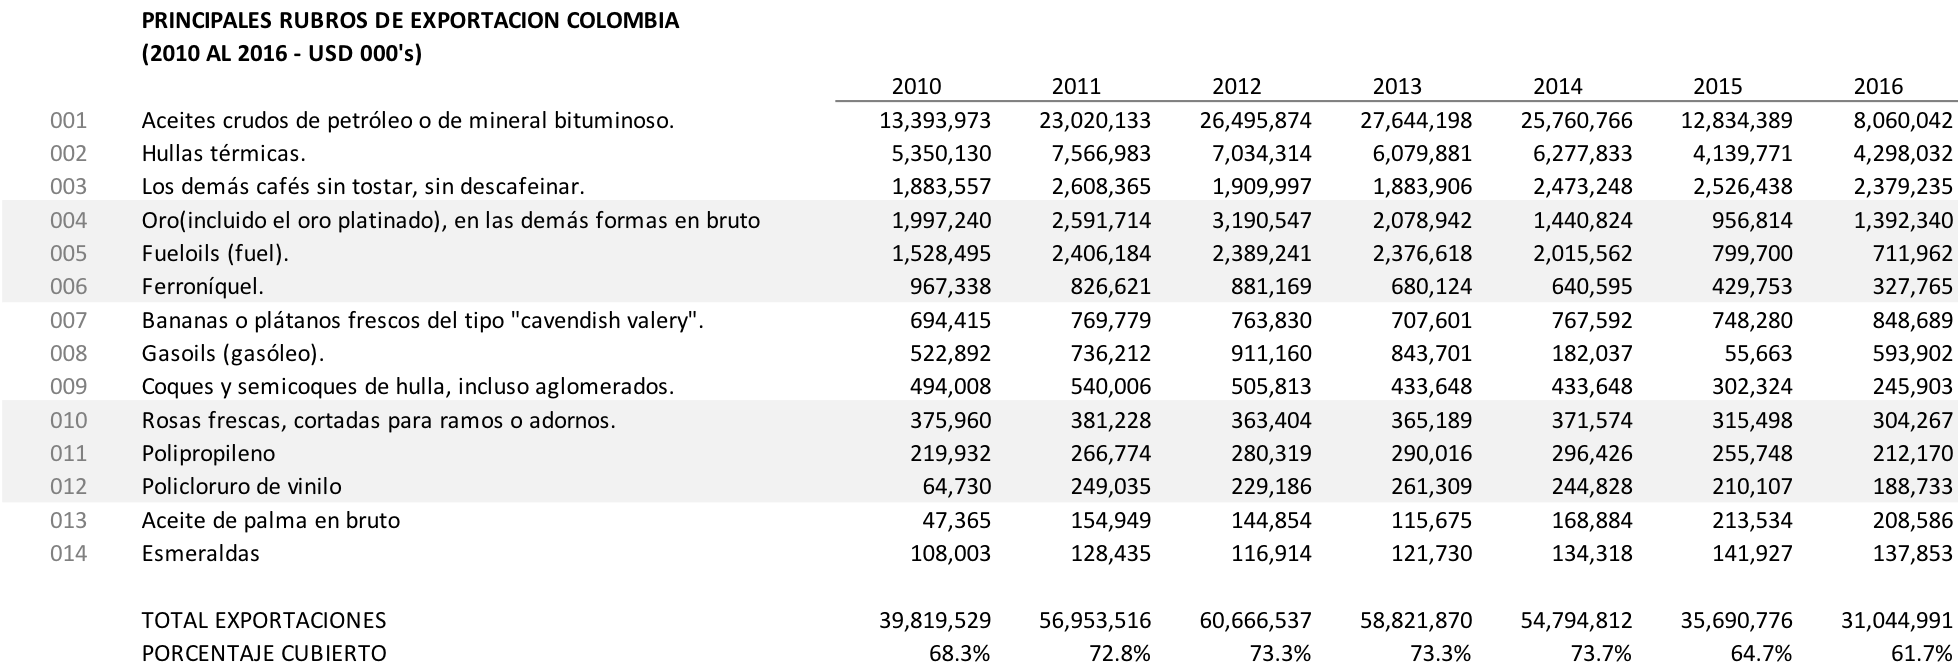 PRINCIPALES RUBROS DE EXPORTACION COLOMBIA
(2010 AL 2016 - USD 000's)
2010 2011 2012 2013 2014 2015 2016
001 Aceites crudos de petróleo o de mineral bituminoso. 13,393,973 23,020,133 26,495,874 27,644,198 25,760,766 12,834,389 8,060,042
002 Hullas térmicas. 5,350,130 7,566,983 7,034,314 6,079,881 6,277,833 4,139,771 4,298,032
003 Los demás cafés sin tostar, sin descafeinar. 1,883,557 2,608,365 1,909,997 1,883,906 2,473,248 2,526,438 2,379,235
004 Oro(incluido el oro platinado), en las demás formas en bruto 1,997,240 2,591,714 3,190,547 2,078,942 1,440,824 956,814 1,392,340
005 Fueloils (fuel). 1,528,495 2,406,184 2,389,241 2,376,618 2,015,562 799,700 711,962
006 Ferroníquel. 967,338 826,621 881,169 680,124 640,595 429,753 327,765
007 Bananas o plátanos frescos del tipo "cavendish valery". 694,415 769,779 763,830 707,601 767,592 748,280 848,689
008 Gasoils (gasóleo). 522,892 736,212 911,160 843,701 182,037 55,663 593,902
009 Coques y semicoques de hulla, incluso aglomerados. 494,008 540,006 505,813 433,648 433,648 302,324 245,903
010 Rosas frescas, cortadas para ramos o adornos. 375,960 381,228 363,404 365,189 371,574 315,498 304,267
011 Polipropileno 219,932 266,774 280,319 290,016 296,426 255,748 212,170
012 Policloruro de vinilo 64,730 249,035 229,186 261,309 244,828 210,107 188,733
013 Aceite de palma en bruto 47,365 154,949 144,854 115,675 168,884 213,534 208,586
014 Esmeraldas 108,003 128,435 116,914 121,730 134,318 141,927 137,853
TOTAL EXPORTACIONES 39,819,529 56,953,516 60,666,537 58,821,870 54,794,812 35,690,776 31,044,991
PORCENTAJE CUBIERTO 68.3% 72.8% 73.3% 73.3% 73.7% 64.7% 61.7%